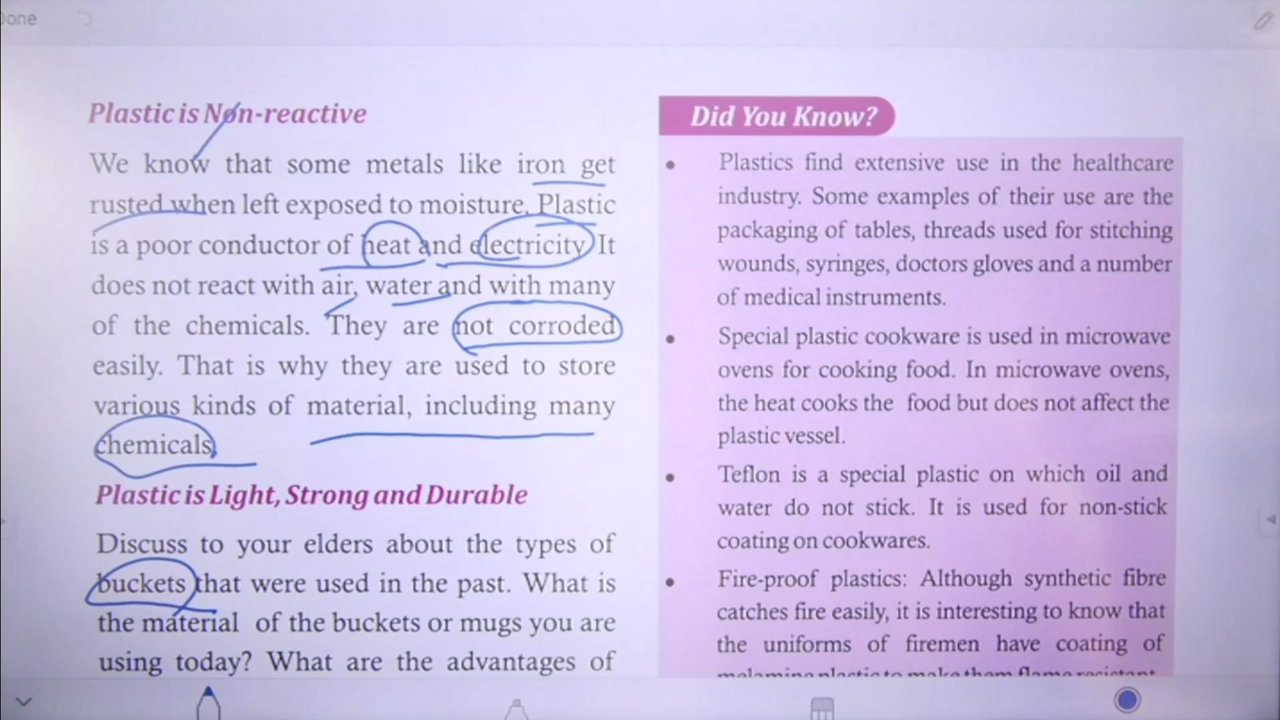 Done
Plastic is Non-reactive
We know that some metals like iron get
rusted when left exposed to moisture. Plastic
is a poor conductor of heat and electricity. It
does not react with air, water and with many
of the chemicals. They are not corroded
easily. That is why they are used to store
various kinds of material, including many
chemicals.
Plastic is Light, Strong and Durable
Discuss to your elders about the types of
buckets that were used in the past. What is
the material of the buckets or mugs you are
using today? What are the advantages of
Did You Know?
• Plastics find extensive use in the healthcare
industry. Some examples of their use are the
packaging of tables, threads used for stitching
wounds, syringes, doctors gloves and a number
of medical instruments.
• Special plastic cookware is used in microwave
ovens for cooking food. In microwave ovens,
the heat cooks the food but does not affect the
plastic vessel.
• Teflon is a special plastic on which oil and
water do not stick. It is used for non-stick
coating on cookwares.
• Fire-proof plastics: Although synthetic fibre
catches fire easily, it is interesting to know that
the uniforms of firemen have coating of
melamine plastic to make them flame resistant.